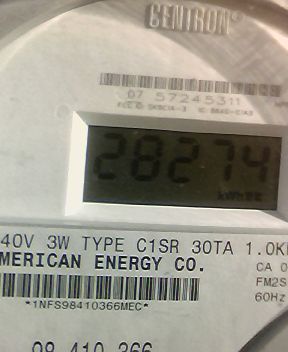 CENTRON®
07 57245311
28274
kWh
40V 3W TYPE C1SR 30TA 1.0K
MERICAN ENERGY CO.
CA 0
FM2S
60Hz
*1NFS98410366MEC*
98 410 366